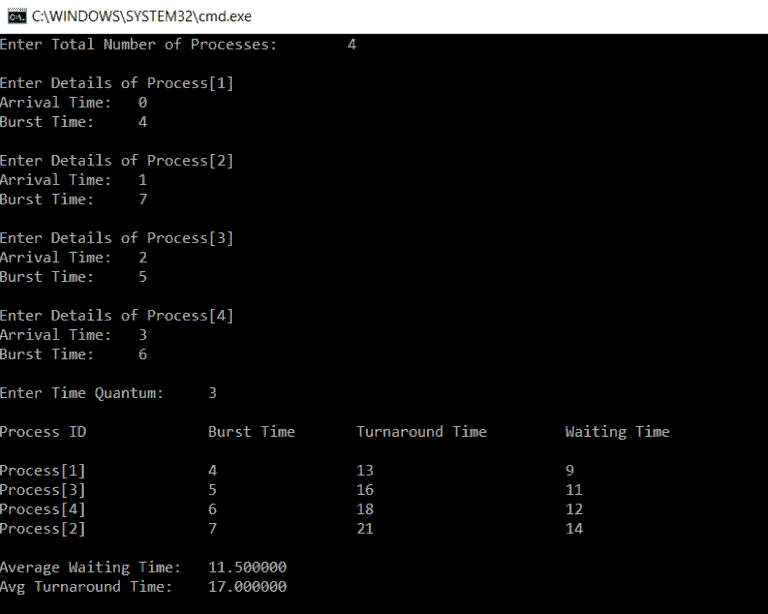 C:\WINDOWS\SYSTEM32\cmd.exe
Enter Total Number of Processes: 4
Enter Details of Process[1]
Arrival Time: 0
Burst Time: 4
Enter Details of Process[2]
Arrival Time: 1
Burst Time: 7
Enter Details of Process[3]
Arrival Time: 2
Burst Time: 5
Enter Details of Process[4]
Arrival Time: 3
Burst Time: 6
Enter Time Quantum: 3
Process ID Burst Time Turnaround Time Waiting Time
Process[1] 4 13 9
Process[3] 5 16 11
Process[4] 6 18 12
Process[2] 7 21 14
Average Waiting Time: 11.500000
Avg Turnaround Time: 17.000000